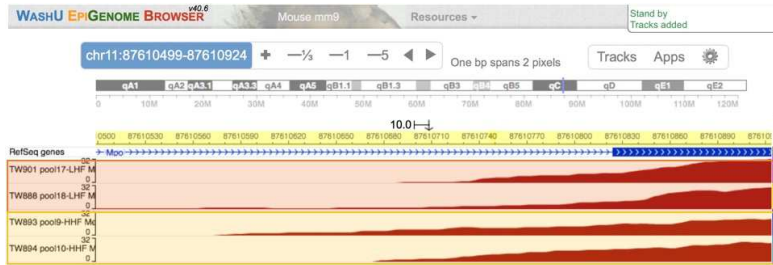 WASHU EPIGENOME BROWSER v40.6 Mouse mm9 Resources Stand by
Tracks added
chr11:87610499-87610924 + —⅓ —1 —5 One bp spans 2 pixels Tracks Apps
qA1 qA2 qA3.1 qA3.3 qA4 qA5 qB1.1 qB1.3 qB3 qB4 qB5 qC qD qE1 qE2
0 10M 20M 30M 40M 50M 60M 70M 80M 90M 100M 110M 120M
10.0
0500 87610530 87610560 87610590 87610620 87610650 87610680 87610710 87610740 87610770 87610800 87610830 87610860 87610890
RefSeq genes Mpo
TW901 pool17-LHF M 32 0
TW888 pool18-LHF M 32 0
TW893 pool9-HHF Me 32 0
TW894 pool10-HHF M 32 0